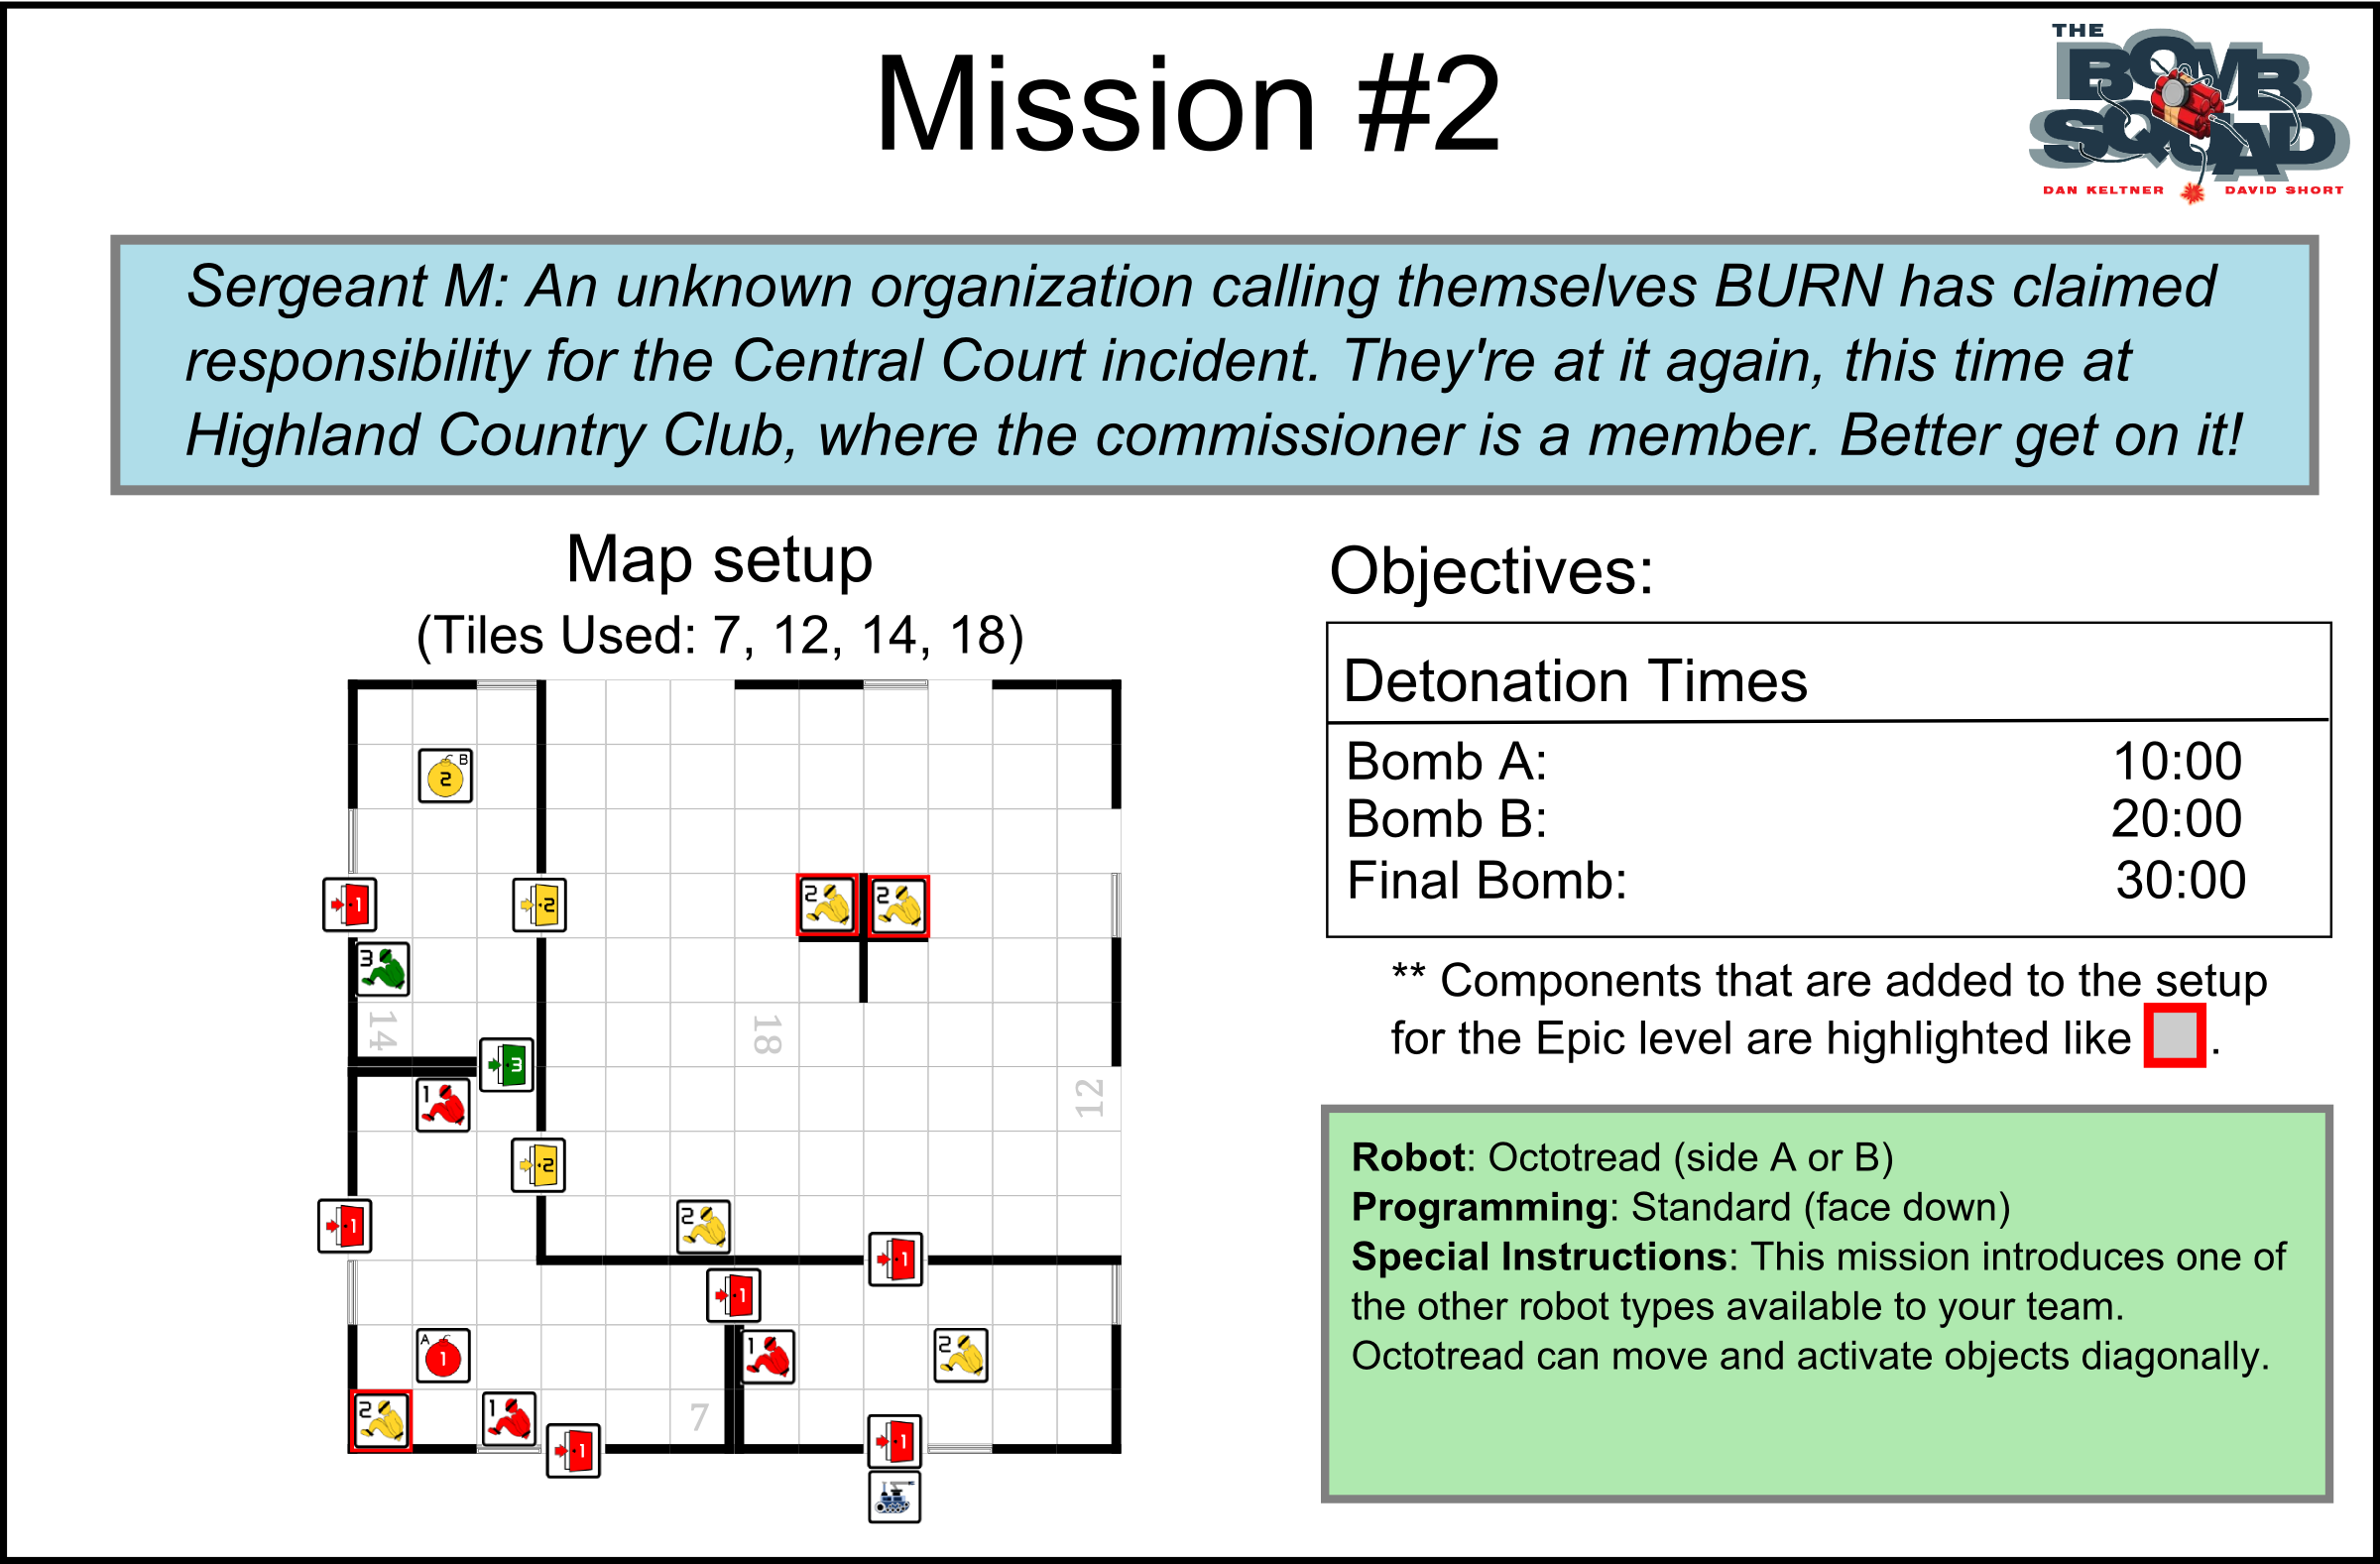 Mission #2
THE
BOMB
SQUAD
DAN KELTNER DAVID SHORT
Sergeant M: An unknown organization calling themselves BURN has claimed
responsibility for the Central Court incident. They're at it again, this time at
Highland Country Club, where the commissioner is a member. Better get on it!
Map setup
(Tiles Used: 7, 12, 14, 18)
2 B
1
2
2
2
3
14
18
3
1
12
2
1
2
1
1
A
1
1
2
2
1
7
1
1
Objectives:
Detonation Times
Bomb A: 10:00
Bomb B: 20:00
Final Bomb: 30:00
** Components that are added to the setup
for the Epic level are highlighted like .
Robot: Octotread (side A or B)
Programming: Standard (face down)
Special Instructions: This mission introduces one of
the other robot types available to your team.
Octotread can move and activate objects diagonally.